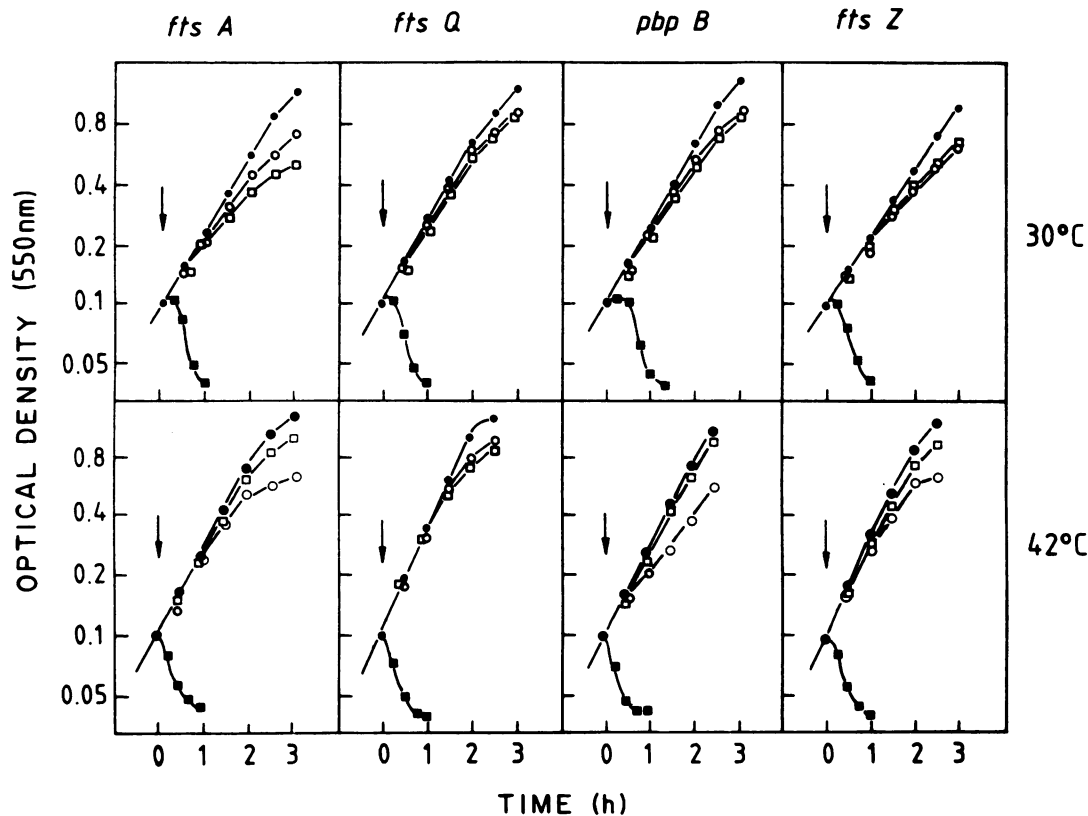 fts A fts Q pbp B fts Z
OPTICAL DENSITY (550nm)
0.8
0.4
0.2
0.1
0.05
30°C
0.8
0.4
0.2
0.1
0.05
42°C
0 1 2 3 0 1 2 3 0 1 2 3 0 1 2 3
TIME (h)